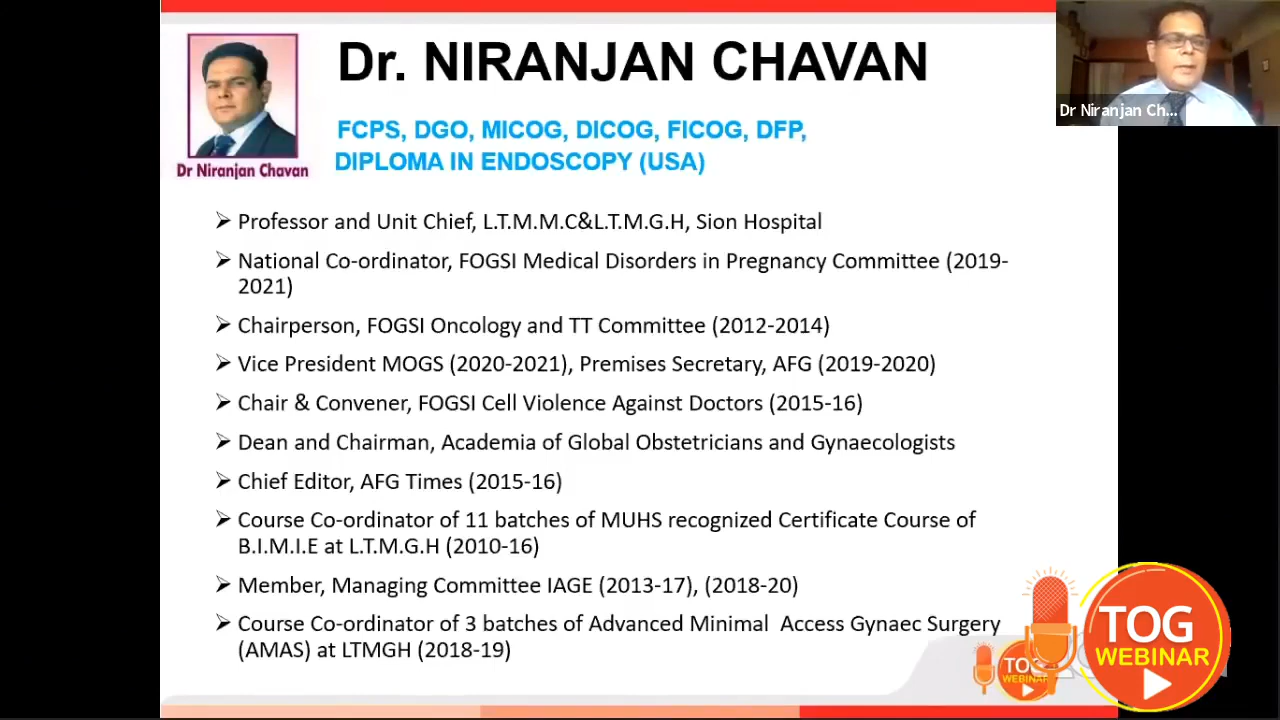 Dr. NIRANJAN CHAVAN
Dr Niranjan Ch...
FCPS, DGO, MICOG, DICOG, FICOG, DFP,
DIPLOMA IN ENDOSCOPY (USA)
Dr Niranjan Chavan
➢ Professor and Unit Chief, L.T.M.M.C&L.T.M.G.H, Sion Hospital
➢ National Co-ordinator, FOGSI Medical Disorders in Pregnancy Committee (2019-
2021)
➢ Chairperson, FOGSI Oncology and TT Committee (2012-2014)
➢ Vice President MOGS (2020-2021), Premises Secretary, AFG (2019-2020)
➢ Chair & Convener, FOGSI Cell Violence Against Doctors (2015-16)
➢ Dean and Chairman, Academia of Global Obstetricians and Gynaecologists
➢ Chief Editor, AFG Times (2015-16)
➢ Course Co-ordinator of 11 batches of MUHS recognized Certificate Course of
B.I.M.I.E at L.T.M.G.H (2010-16)
➢ Member, Managing Committee IAGE (2013-17), (2018-20)
➢ Course Co-ordinator of 3 batches of Advanced Minimal  Access Gynaec Surgery
(AMAS) at LTMGH (2018-19)
TOG
WEBINAR
TOG
WEBINAR